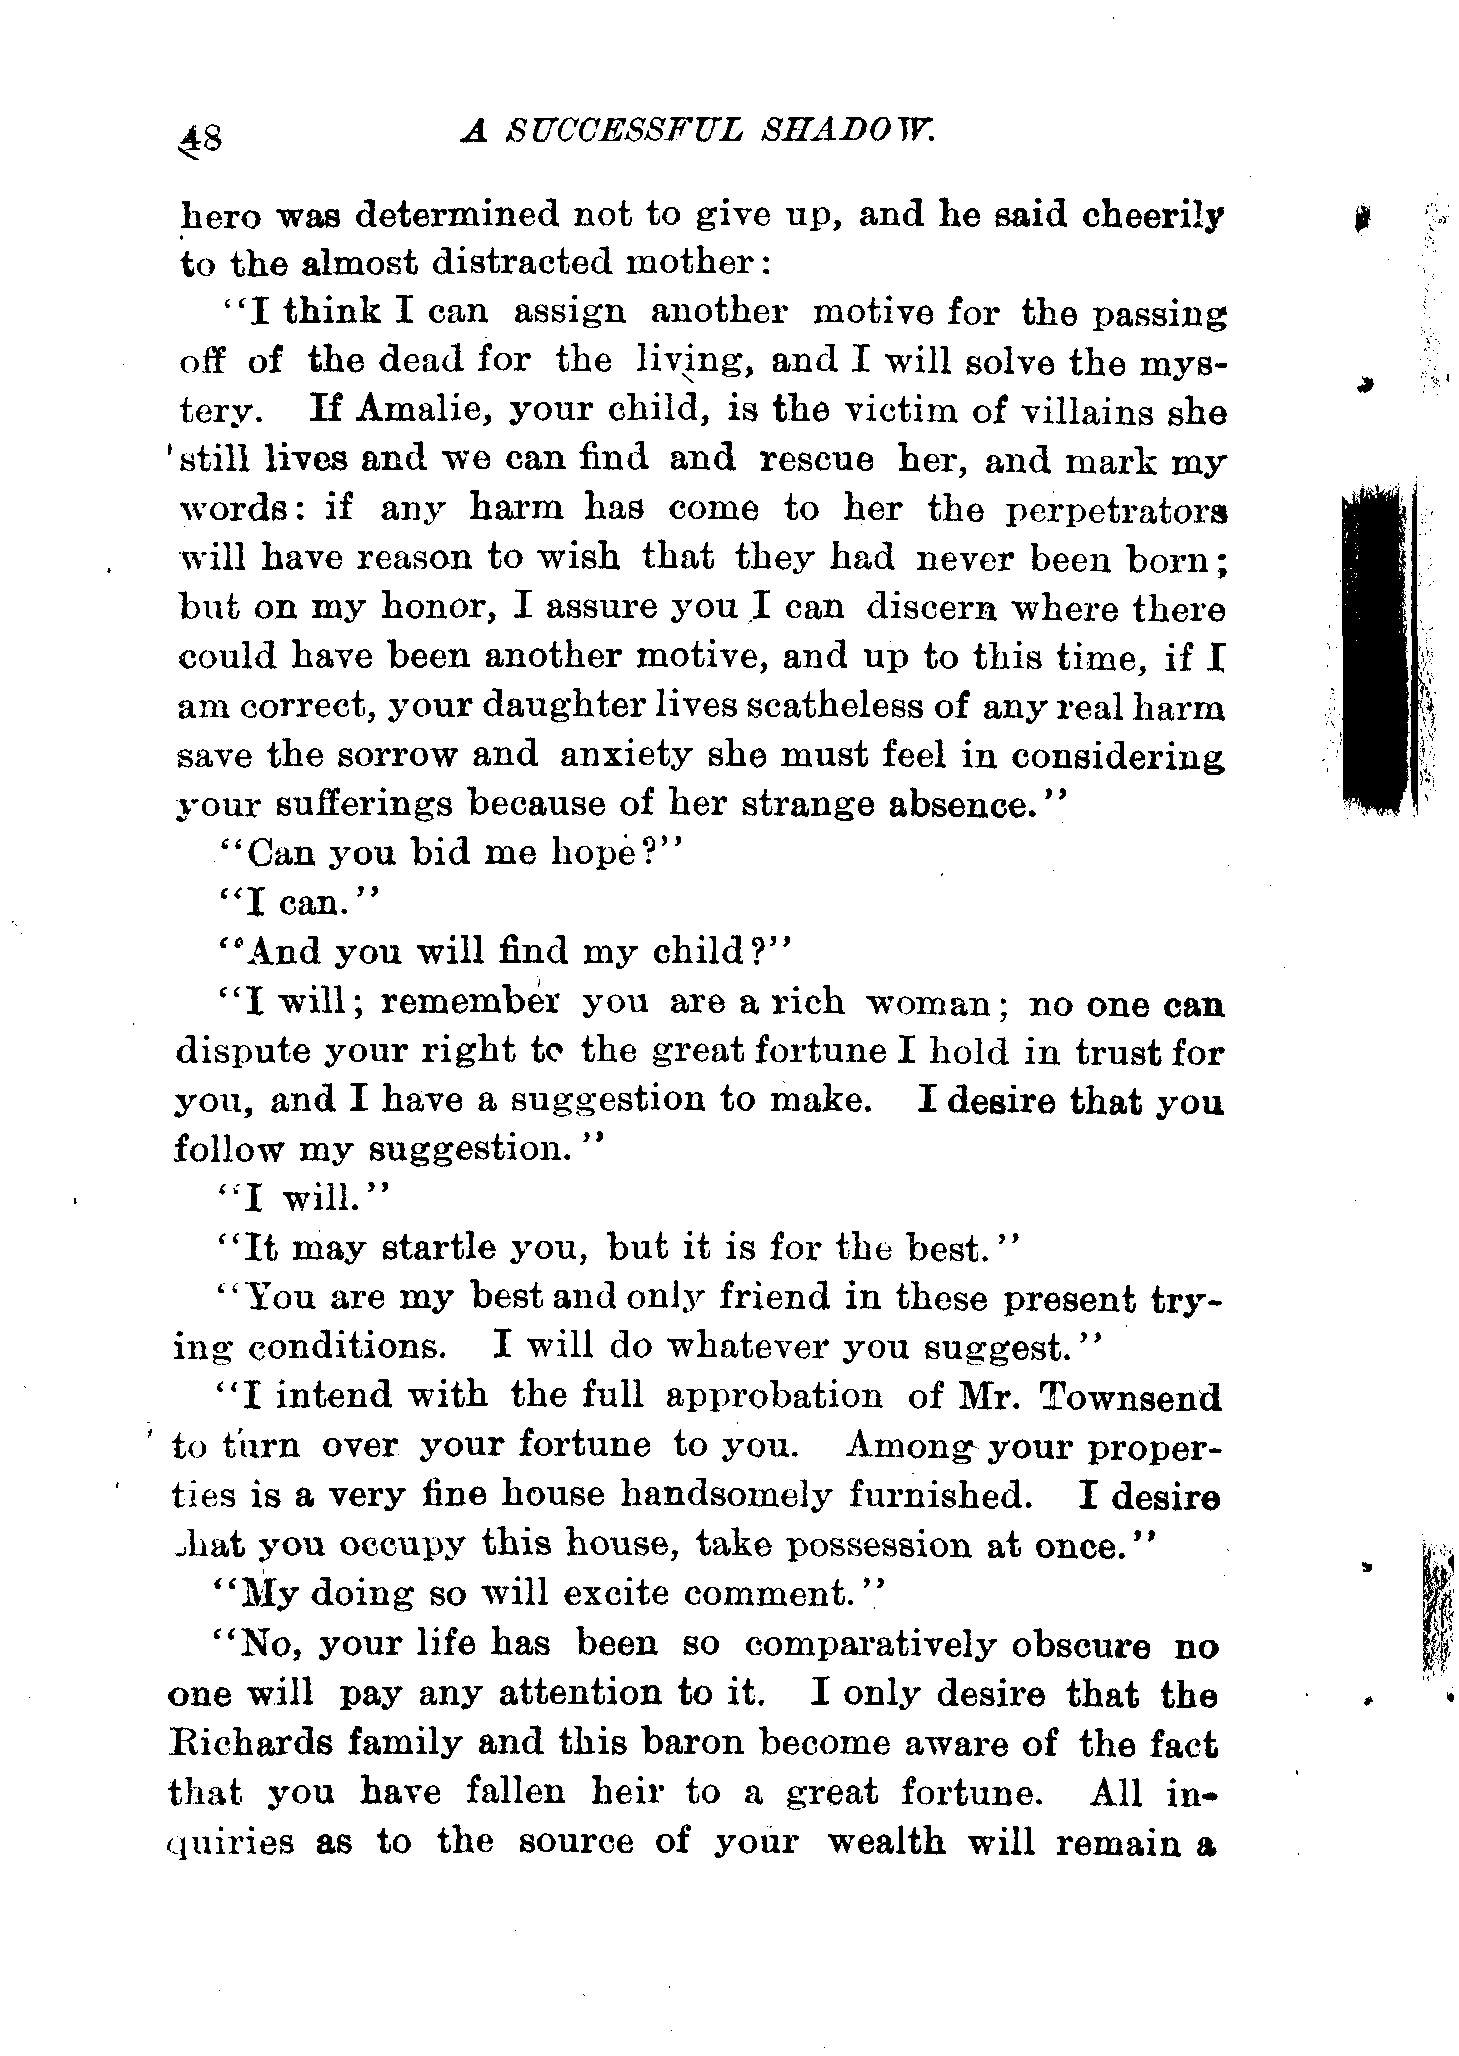 48 A SUCCESSFUL SHADOW.
hero was determined not to give up, and he said cheerily
to the almost distracted mother:
"I think I can assign another motive for the passing
off of the dead for the living, and I will solve the mys-
tery. If Amalie, your child, is the victim of villains she
still lives and we can find and rescue her, and mark my
words: if any harm has come to her the perpetrators
will have reason to wish that they had never been born;
but on my honor, I assure you I can discern where there
could have been another motive, and up to this time, if I
am correct, your daughter lives scatheless of any real harm
save the sorrow and anxiety she must feel in considering
your sufferings because of her strange absence."
"Can you bid me hope?"
"I can."
"And you will find my child?"
"I will; remember you are a rich woman; no one can
dispute your right to the great fortune I hold in trust for
you, and I have a suggestion to make. I desire that you
follow my suggestion."
"I will."
"It may startle you, but it is for the best."
"You are my best and only friend in these present try-
ing conditions. I will do whatever you suggest."
"I intend with the full approbation of Mr. Townsend
to turn over your fortune to you. Among your proper-
ties is a very fine house handsomely furnished. I desire
that you occupy this house, take possession at once."
"My doing so will excite comment."
"No, your life has been so comparatively obscure no
one will pay any attention to it. I only desire that the
Richards family and this baron become aware of the fact
that you have fallen heir to a great fortune. All in-
quiries as to the source of your wealth will remain a